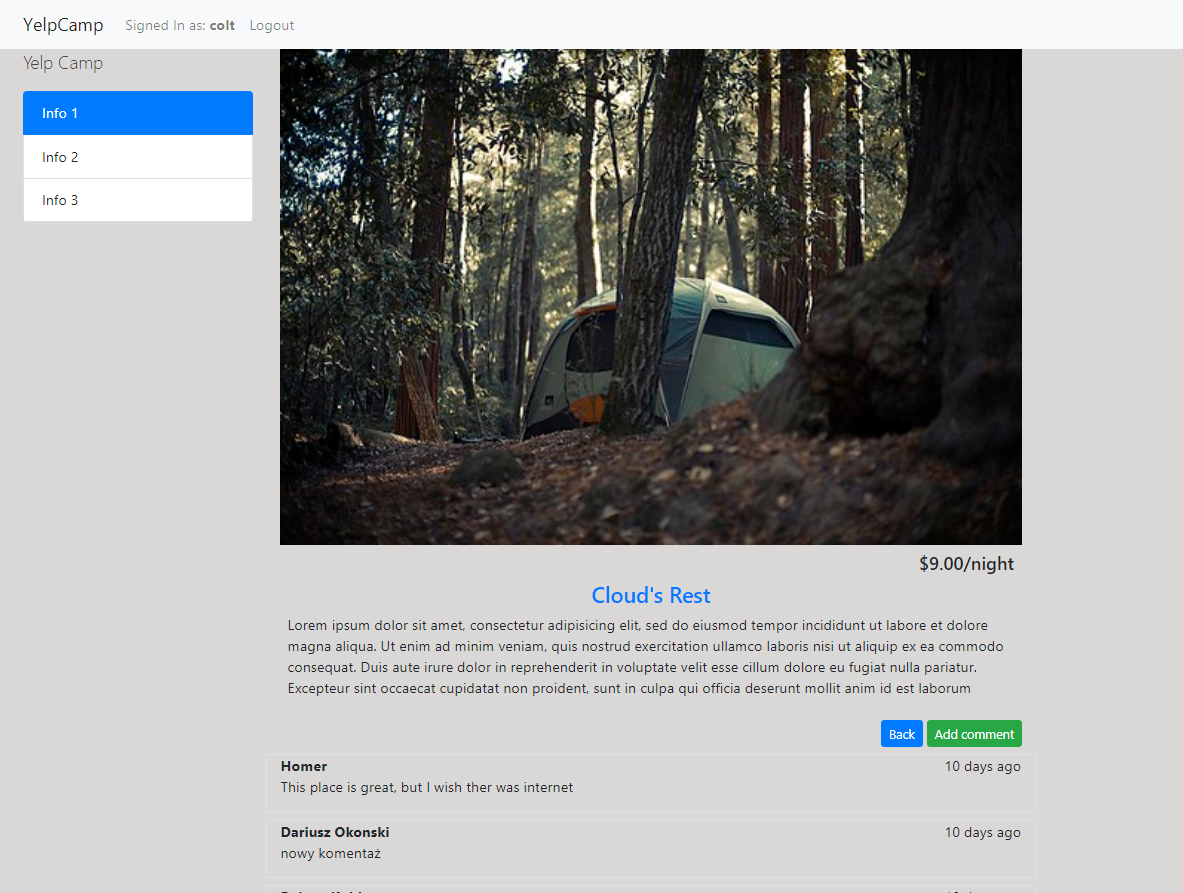 YelpCamp Signed In as: colt Logout
Yelp Camp
Info 1
Info 2
Info 3
$9.00/night
Cloud's Rest
Lorem ipsum dolor sit amet, consectetur adipisicing elit, sed do eiusmod tempor incididunt ut labore et dolore
magna aliqua. Ut enim ad minim veniam, quis nostrud exercitation ullamco laboris nisi ut aliquip ex ea commodo
consequat. Duis aute irure dolor in reprehenderit in voluptate velit esse cillum dolore eu fugiat nulla pariatur.
Excepteur sint occaecat cupidatat non proident, sunt in culpa qui officia deserunt mollit anim id est laborum
Back Add comment
Homer 10 days ago
This place is great, but I wish ther was internet
Dariusz Okonski 10 days ago
nowy komentaż